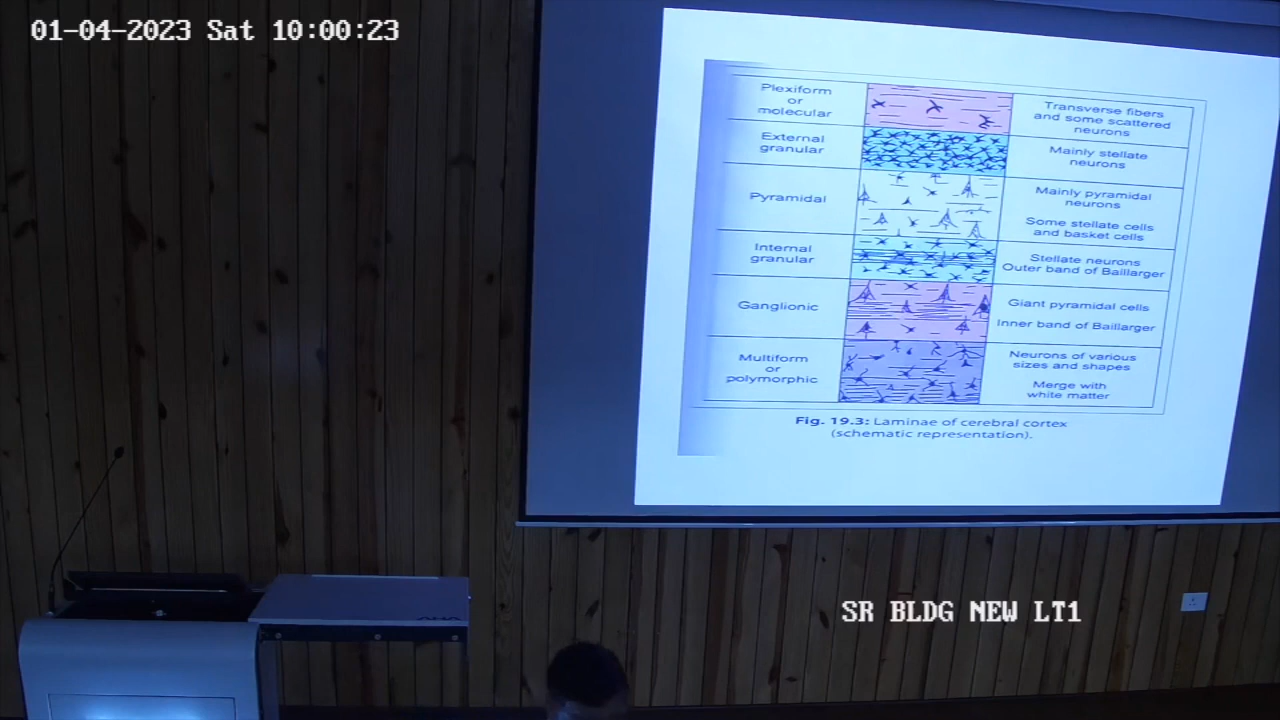 01-04-2023 Sat 10:00:23
Plexiform
or
molecular
Transverse fibers
and some scattered
neurons
External
granular
Mainly stellate
neurons
Pyramidal
Mainly pyramidal
neurons
Some stellate cells
and basket cells
Internal
granular
Stellate neurons
Outer band of Baillarger
Ganglionic
Giant pyramidal cells
Inner band of Baillarger
Multiform
or
polymorphic
Neurons of various
sizes and shapes
Merge with
white matter
Fig. 19.3: Laminae of cerebral cortex
(schematic representation).
SR BLDG NEW LT1